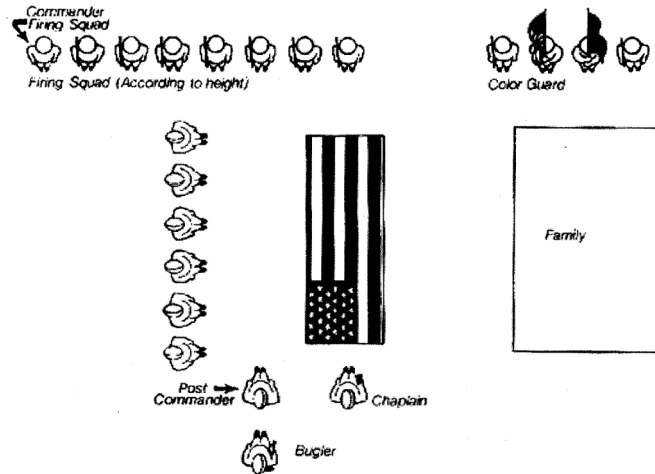 Commander
Firing Squad
Firing Squad (According to height)
Color Guard
Family
Post
Commander
Chaplain
Bugler